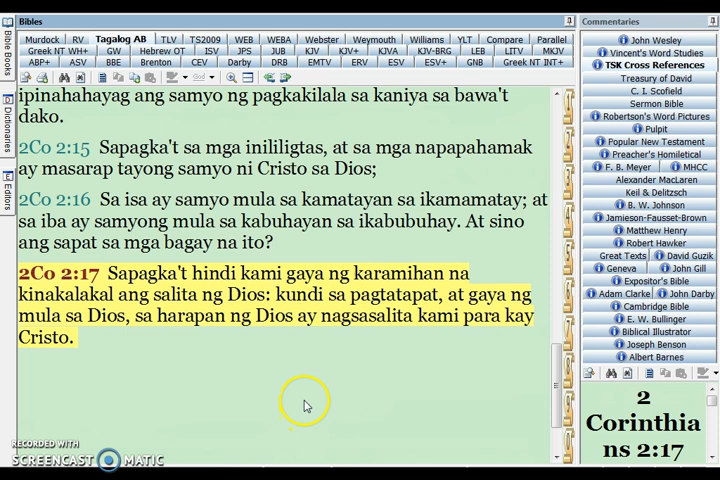 Bibles
Commentaries
Murdock RV Tagalog AB TLV TS2009 WEB WEBA Webster Weymouth Williams YLT Compare Parallel
Greek NT WH+ GW Hebrew OT ISV JPS JUB KJV KJV+ KJVA KJV-BRG LEB LITV MKJV
ABP+ ASV BBE Brenton CEV Darby DRB EMTV ERV ESV ESV+ GNB Greek NT INT+
VED
God
Bible Books
Dictionaries
Editors
ipinahahayag ang samyo ng pagkakilala sa kaniya sa bawa't
dako.
2Co 2:15 Sapagka't sa mga inililigtas, at sa mga napapahamak
ay masarap tayong samyo ni Cristo sa Dios;
2Co 2:16 Sa isa ay samyo mula sa kamatayan sa ikamamatay; at
sa iba ay samyong mula sa kabuhayan sa ikabubuhay. At sino
ang sapat sa mga bagay na ito?
2Co 2:17 Sapagka't hindi kami gaya ng karamihan na
kinakalakal ang salita ng Dios: kundi sa pagtatapat, at gaya ng
mula sa Dios, sa harapan ng Dios ay nagsasalita kami para kay
Cristo.
RECORDED WITH
SCREENCAST MATIC
John Wesley
Vincent's Word Studies
TSK Cross References
Treasury of David
C. I. Scofield
Sermon Bible
Robertson's Word Pictures
Pulpit
Popular New Testament
Preacher's Homiletical
F. B. Meyer MHCC
Alexander MacLaren
Keil & Delitzsch
B. W. Johnson
Jamieson-Fausset-Brown
Matthew Henry
Robert Hawker
Great Texts David Guzik
Geneva John Gill
Expositor's Bible
Adam Clarke John Darby
Cambridge Bible
E. W. Bullinger
Biblical Illustrator
Joseph Benson
Albert Barnes
2
Corinthia
ns 2:17